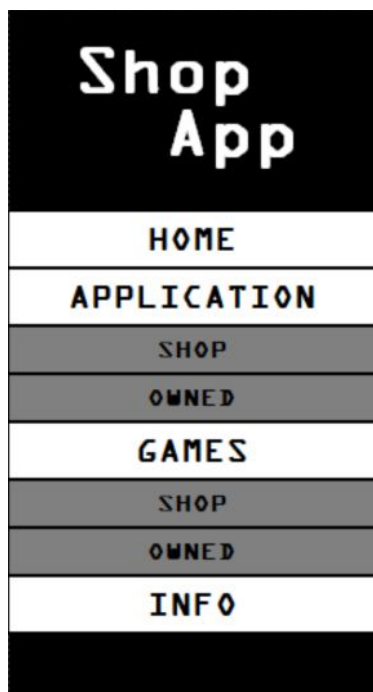 Shop
App
HOME
APPLICATION
SHOP
OWNED
GAMES
SHOP
OWNED
INFO